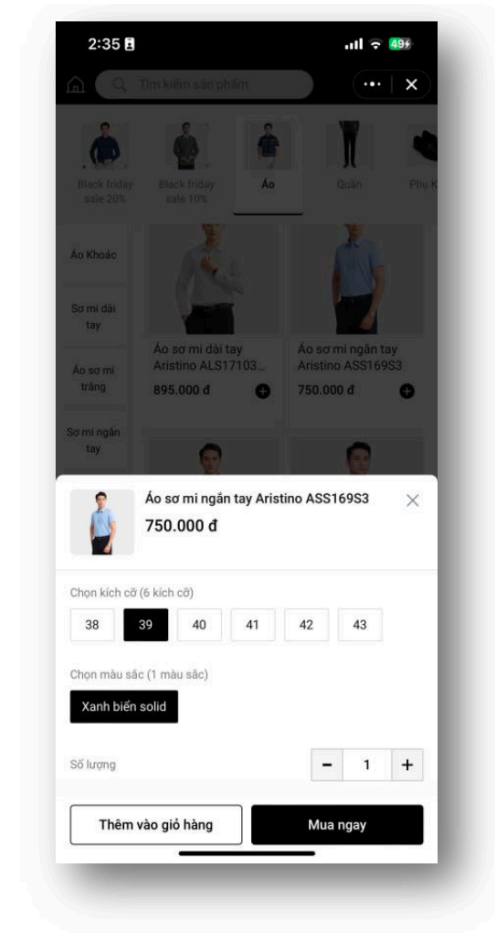 2:35
49
Tìm kiếm sản phẩm
Black friday
sale 20%
Black friday
sale 10%
Áo
Quần
Phụ K
Áo Khoác
Sơ mi dài
tay
Áo sơ mi
trắng
Sơ mi ngắn
tay
Áo sơ mi dài tay
Aristino ALS17103...
895.000 đ
Áo sơ mi ngắn tay
Aristino ASS169S3
750.000 đ
Áo sơ mi ngắn tay Aristino ASS169S3
750.000 đ
Chọn kích cỡ (6 kích cỡ)
38 39 40 41 42 43
Chọn màu sắc (1 màu sắc)
Xanh biển solid
Số lượng
− 1 +
Thêm vào giỏ hàng
Mua ngay